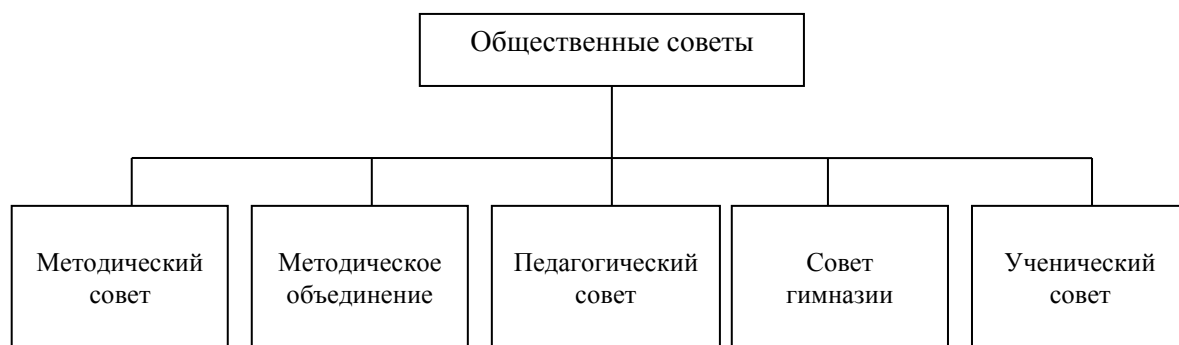 Общественные советы
Методический
совет
Методическое
объединение
Педагогический
совет
Совет
гимназии
Ученический
совет